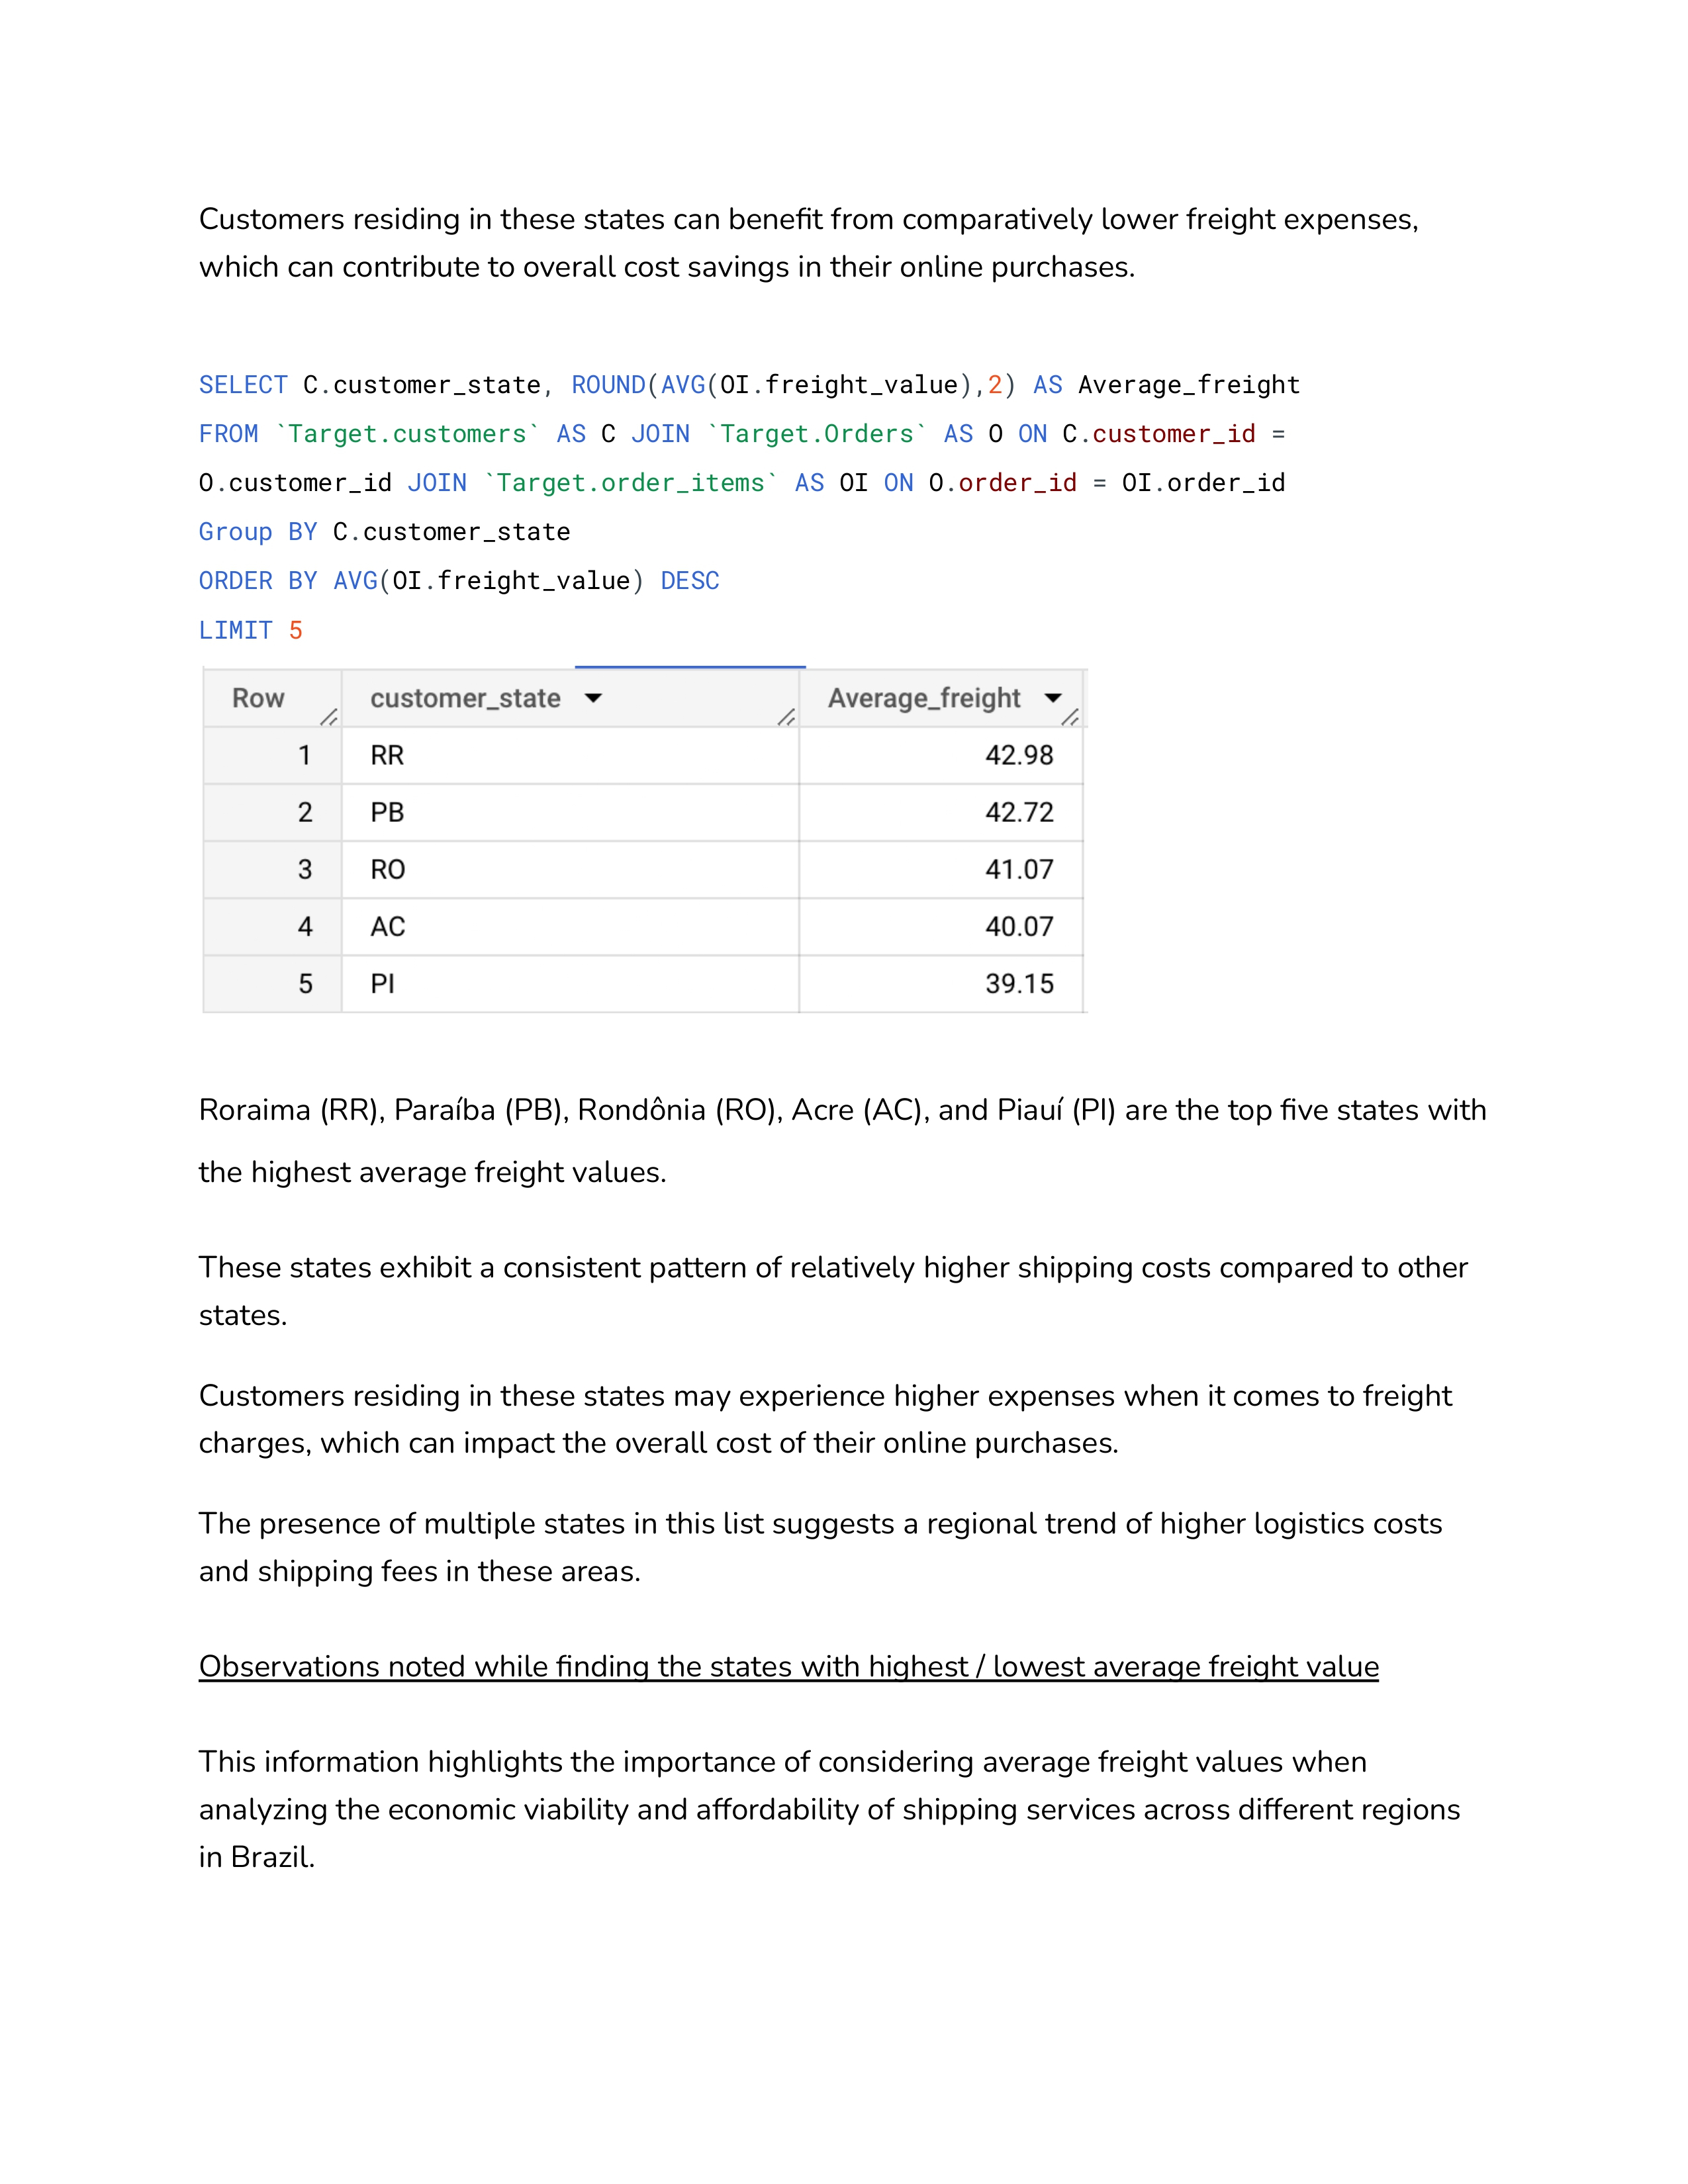 Customers residing in these states can benefit from comparatively lower freight expenses,
which can contribute to overall cost savings in their online purchases.
SELECT C.customer_state, ROUND(AVG(OI.freight_value),2) AS Average_freight
FROM `Target.customers` AS C JOIN `Target.Orders` AS O ON C.customer_id =
O.customer_id JOIN `Target.order_items` AS OI ON O.order_id = OI.order_id
Group BY C.customer_state
ORDER BY AVG(OI.freight_value) DESC
LIMIT 5
Row customer_state Average_freight
1 RR 42.98
2 PB 42.72
3 RO 41.07
4 AC 40.07
5 PI 39.15
Roraima (RR), Paraíba (PB), Rondônia (RO), Acre (AC), and Piauí (PI) are the top five states with
the highest average freight values.
These states exhibit a consistent pattern of relatively higher shipping costs compared to other
states.
Customers residing in these states may experience higher expenses when it comes to freight
charges, which can impact the overall cost of their online purchases.
The presence of multiple states in this list suggests a regional trend of higher logistics costs
and shipping fees in these areas.
Observations noted while finding the states with highest / lowest average freight value
This information highlights the importance of considering average freight values when
analyzing the economic viability and affordability of shipping services across different regions
in Brazil.